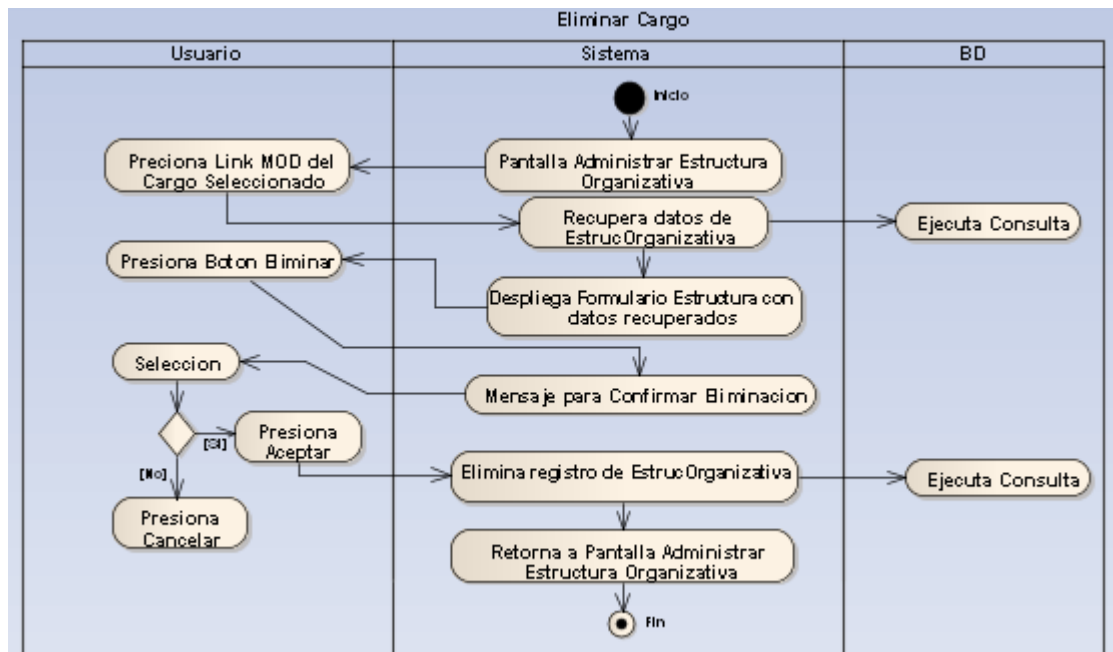 Eliminar Cargo
Usuario
Sistema
BD
Inicio
Preciona Link MOD del
Cargo Seleccionado
Pantalla Administrar Estructura
Organizativa
Recupera datos de
EstrucOrganizativa
Ejecuta Consulta
Presiona Boton Eliminar
Despliega Formulario Estructura con
datos recuperados
Seleccion
Mensaje para Confirmar Eliminacion
[SI]
Presiona
Aceptar
[No]
Elimina registro de EstrucOrganizativa
Ejecuta Consulta
Presiona
Cancelar
Retorna a Pantalla Administrar
Estructura Organizativa
Fin